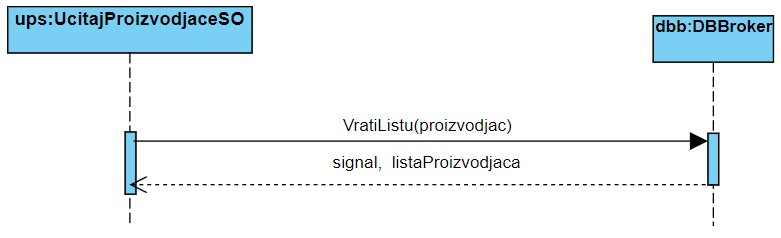 ups:UcitajProizvodjaceSO
dbb:DBBroker
VratiListu(proizvodjac)
signal, listaProizvodjaca